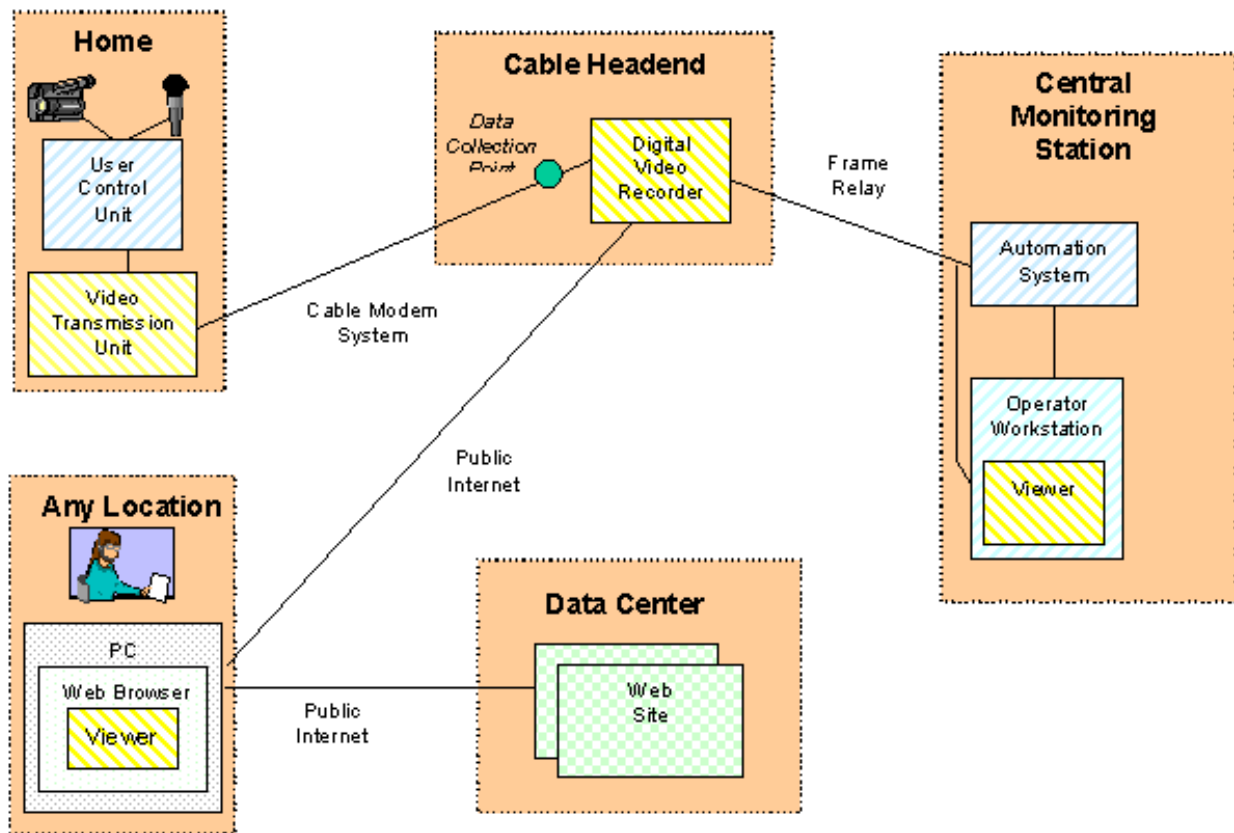 Home
User
Control
Unit
Video
Transmission
Unit
Cable Headend
Data
Collection
Point
Digital
Video
Recorder
Cable Modem
System
Frame
Relay
Central
Monitoring
Station
Automation
System
Operator
Workstation
Viewer
Public
Internet
Any Location
PC
Web Browser
Viewer
Public
Internet
Data Center
Web
Site